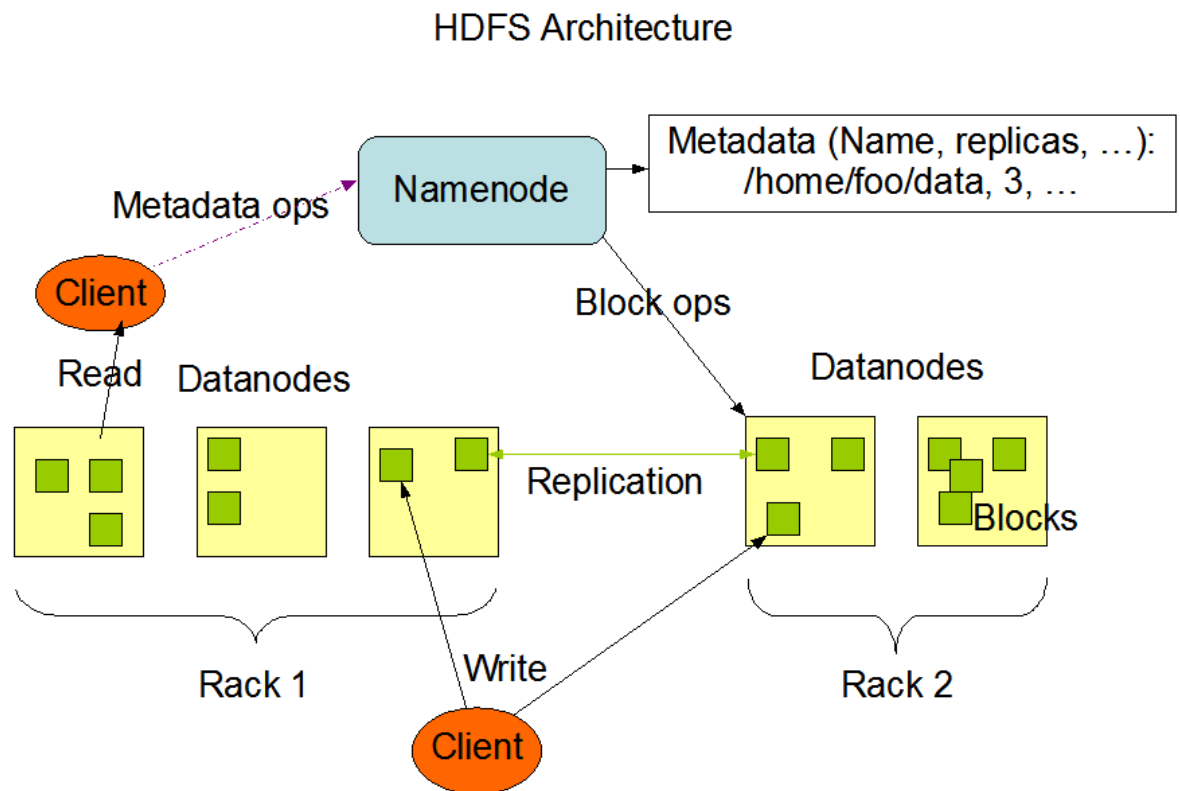 HDFS Architecture
Metadata (Name, replicas, …):
/home/foo/data, 3, …
Namenode
Metadata ops
Client
Block ops
Read
Datanodes
Datanodes
Replication
Blocks
Rack 1
Write
Rack 2
Client